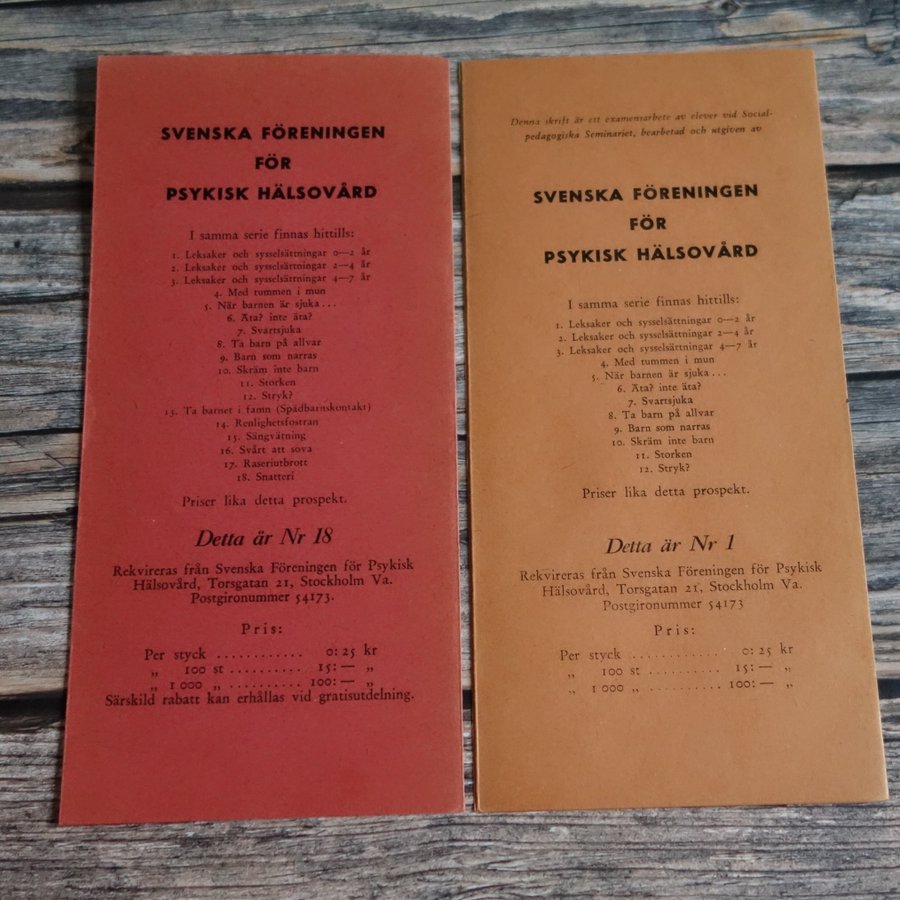 SVENSKA FÖRENINGEN
FÖR
PSYKISK HÄLSOVÅRD
I samma serie finnas hittills:
1. Leksaker och sysselsättningar 0—2 år
2. Leksaker och sysselsättningar 2—4 år
3. Leksaker och sysselsättningar 4—7 år
4. Med tummen i mun
5. När barnen är sjuka...
6. Äta? inte äta?
7. Svartsjuka
8. Ta barn på allvar
9. Barn som narras
10. Skräm inte barn
11. Storken
12. Stryk?
13. Ta barnet i famn (Spädbarnskontakt)
14. Renlighetsfostran
15. Sängvätning
16. Svårt att sova
17. Raseriutbrott
18. Snatteri
Priser lika detta prospekt.
Detta är Nr 18
Rekvireras från Svenska Föreningen för Psykisk
Hälsovård, Torsgatan 21, Stockholm Va.
Postgironummer 54173.
Pris:
Per styck ............ 0: 25 kr
„ 100 st .......... 15: — „
„ 1 000 „ .......... 100: — „
Särskild rabatt kan erhållas vid gratisutdelning.
Denna skrift är ett examensarbete av elever vid Social-
pedagogiska Seminariet, bearbetad och utgiven av
SVENSKA FÖRENINGEN
FÖR
PSYKISK HÄLSOVÅRD
I samma serie finnas hittills:
1. Leksaker och sysselsättningar 0—2 år
2. Leksaker och sysselsättningar 2—4 år
3. Leksaker och sysselsättningar 4—7 år
4. Med tummen i mun
5. När barnen är sjuka...
6. Äta? inte äta?
7. Svartsjuka
8. Ta barn på allvar
9. Barn som narras
10. Skräm inte barn
11. Storken
12. Stryk?
Priser lika detta prospekt.
Detta är Nr 1
Rekvireras från Svenska Föreningen för Psykisk
Hälsovård, Torsgatan 21, Stockholm Va.
Postgironummer 54173
Pris:
Per styck ............ 0: 25 kr
„ 100 st .......... 15: — „
„ 1 000 „ .......... 100: — „